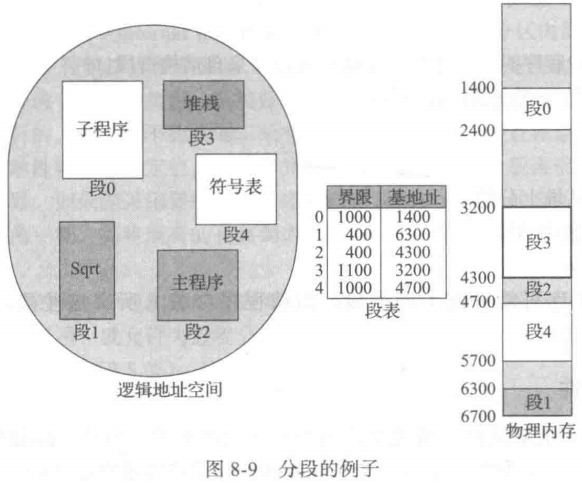 子程序
段0
堆栈
段3
符号表
段4
Sqrt
段1
主程序
段2
逻辑地址空间
界限 基地址
0 1000 1400
1 400 6300
2 400 4300
3 1100 3200
4 1000 4700
段表
1400
段0
2400
3200
段3
4300
段2
4700
段4
5700
6300
段1
6700
物理内存
图 8-9 分段的例子